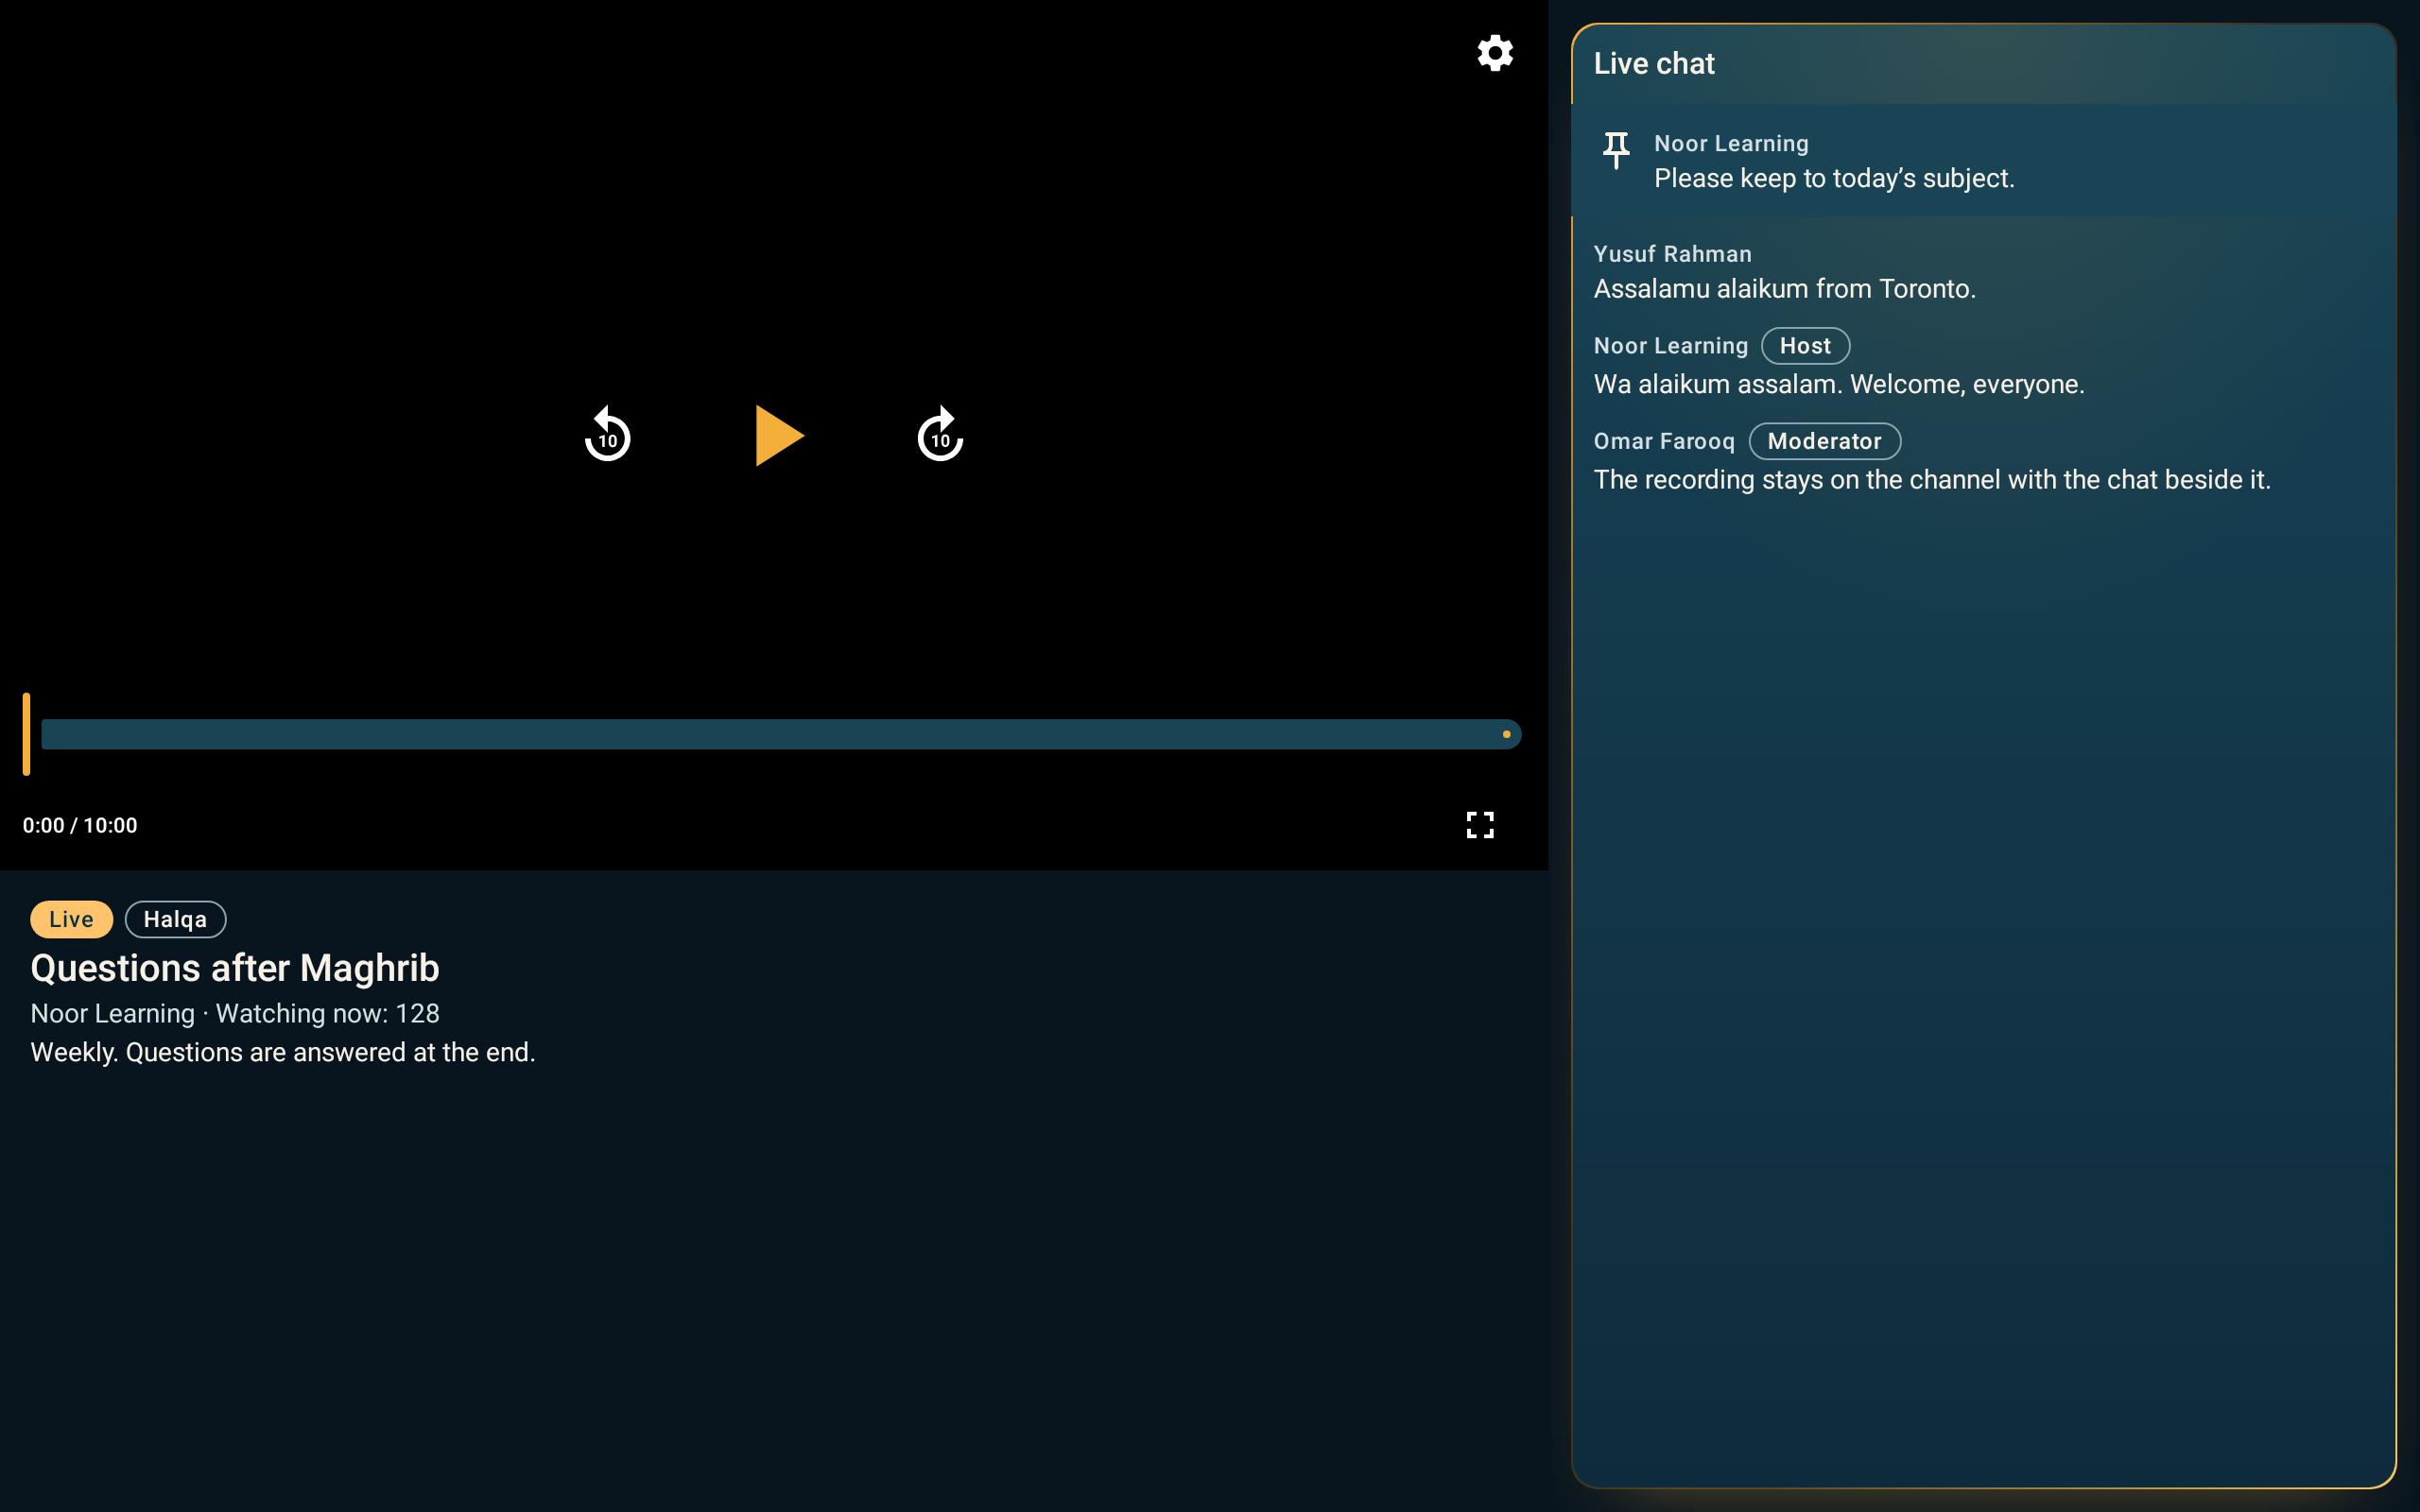 10
10
0:00 / 10:00
Live
Halqa
Questions after Maghrib
Noor Learning · Watching now: 128
Weekly. Questions are answered at the end.
Live chat
Noor Learning
Please keep to today’s subject.
Yusuf Rahman
Assalamu alaikum from Toronto.
Noor Learning Host
Wa alaikum assalam. Welcome, everyone.
Omar Farooq Moderator
The recording stays on the channel with the chat beside it.